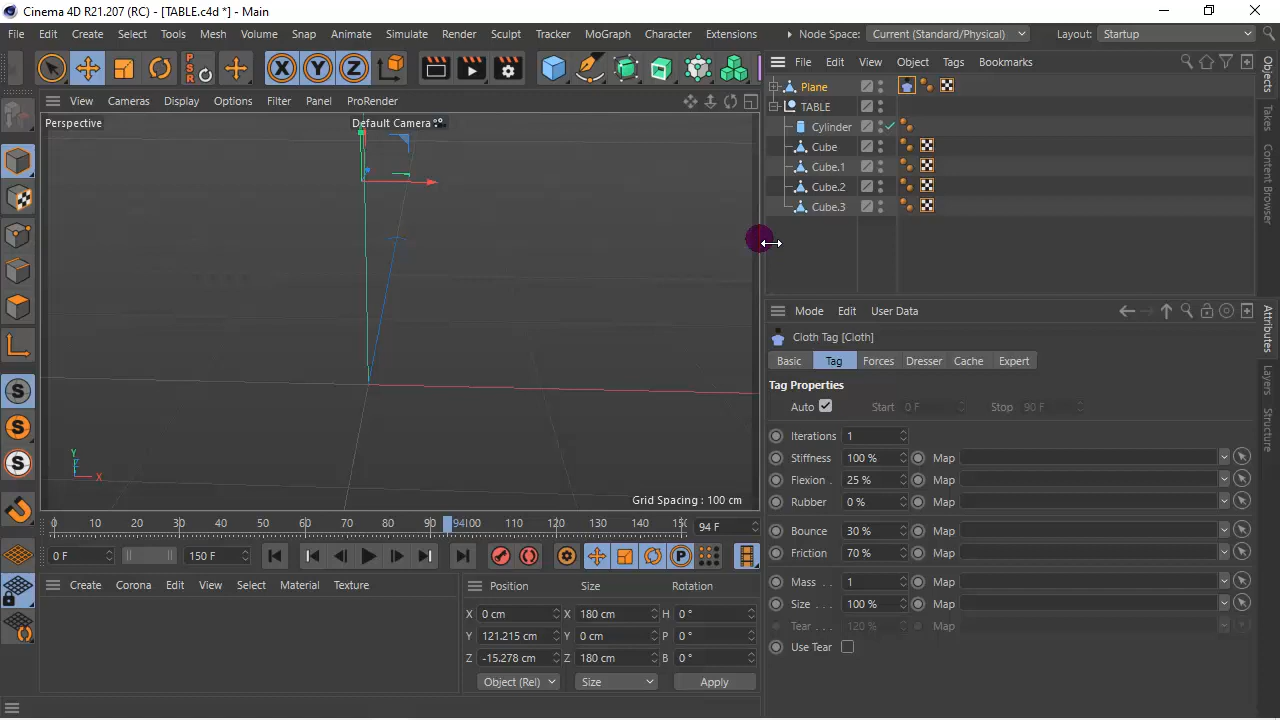 Cinema 4D R21.207 (RC) - [TABLE.c4d *] - Main
File Edit Create Select Tools Mesh Volume Snap Animate Simulate Render Sculpt Tracker MoGraph Character Extensions Node Space: Current (Standard/Physical) Layout: Startup
PSR X Y Z
File Edit View Object Tags Bookmarks
View Cameras Display Options Filter Panel ProRender
Perspective Default Camera
Plane
TABLE
Cylinder
Cube
Cube.1
Cube.2
Cube.3
Objects
Takes
Content Browser
Mode Edit User Data
Cloth Tag [Cloth]
Basic Tag Forces Dresser Cache Expert
Tag Properties
Auto Start 0 F Stop 90 F
Iterations 1
Stiffness 100 % Map
Flexion 25 % Map
Rubber 0 % Map
Bounce 30 % Map
Friction 70 % Map
Mass . . 1 Map
Size . . . 100 % Map
Tear . . . 120 % Map
Use Tear
Attributes
Layers
Structure
Y
Z
X
Grid Spacing : 100 cm
S
S
S
0 10 20 30 40 50 60 70 80 94 100 110 120 130 140 94 F
0 F 150 F P
Create Corona Edit View Select Material Texture
Position Size Rotation
X 0 cm X 180 cm H 0 °
Y 121.215 cm Y 0 cm P 0 °
Z -15.278 cm Z 180 cm B 0 °
Object (Rel) Size Apply